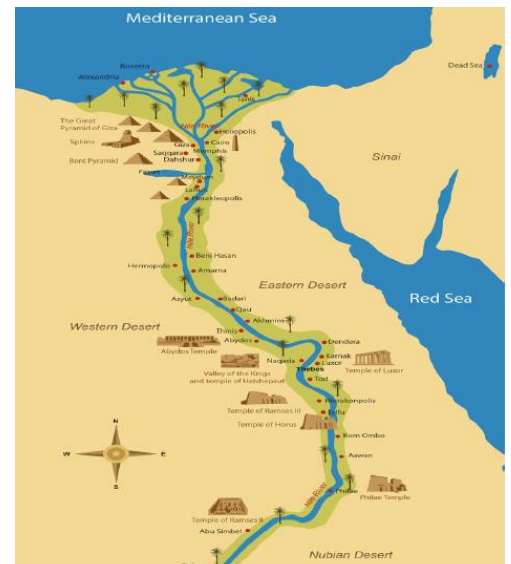 Mediterranean Sea
Rosetta
Dead Sea
Alexandria
Tanis
Nile River
The Great
Pyramid of Giza
Heliopolis
Sphinx
Giza
Cairo
Saqqara
Memphis
Sinai
Bent Pyramid
Dahshur
Maydum
Herakleopolis
Nile River
Beni Hasan
Hermopolis
Amarna
Eastern Desert
Red Sea
Asyut
Badari
Qau
Western Desert
Akhmim
Thinis
Abydos
Dendera
Abydos Temple
Karnak
Naqada
Luxor
Valley of the Kings
and temple of Hatshepsut
Thebes
Temple of Luxor
Tod
Temple of Ramses III
Edfu
Temple of Horus
Kom Ombo
N
W
E
S
Aswan
Nile River
Philae
Philae Temple
Temple of Ramses II
Abu Simbel
Nubian Desert